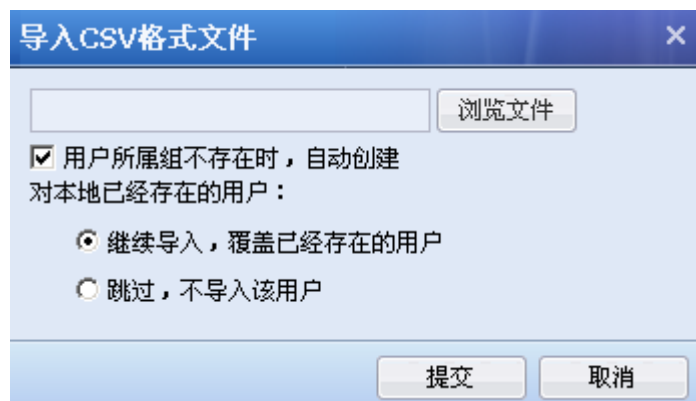 导入CSV格式文件
浏览文件
用户所属组不存在时，自动创建
对本地已经存在的用户：
继续导入，覆盖已经存在的用户
跳过，不导入该用户
提交 取消